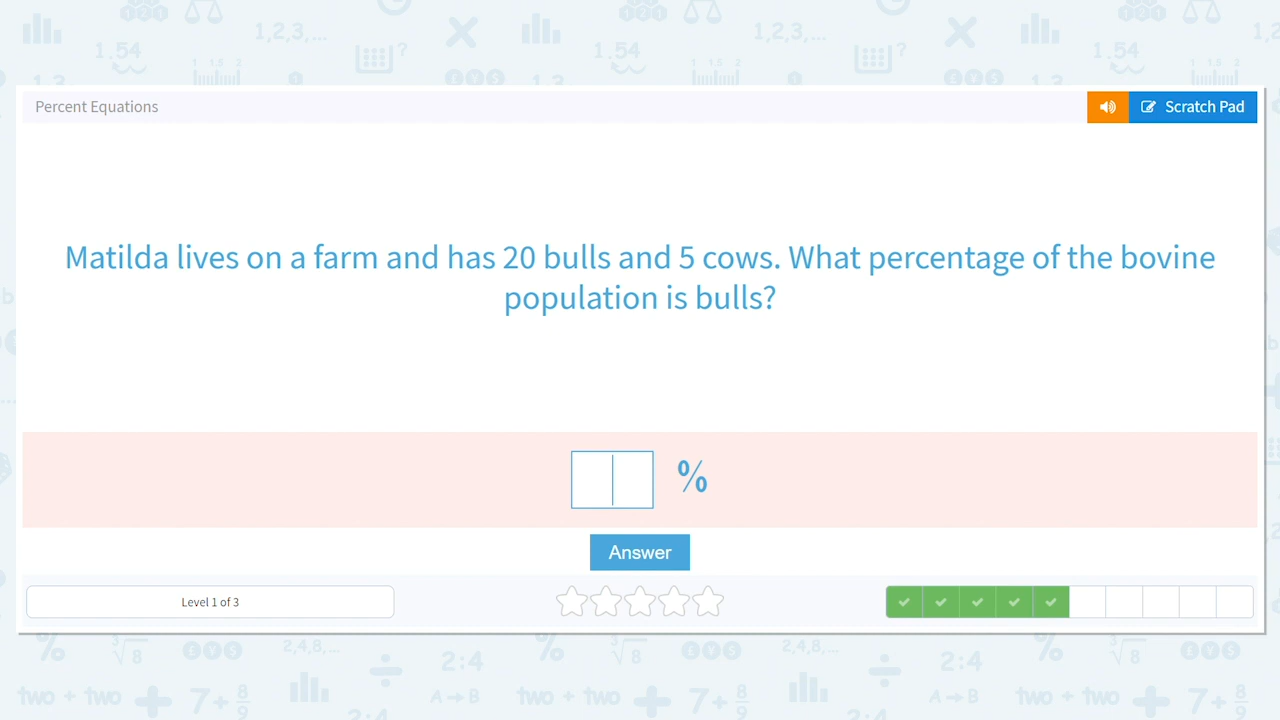 Percent Equations
Scratch Pad
Matilda lives on a farm and has 20 bulls and 5 cows. What percentage of the bovine
population is bulls?
%
Answer
Level 1 of 3